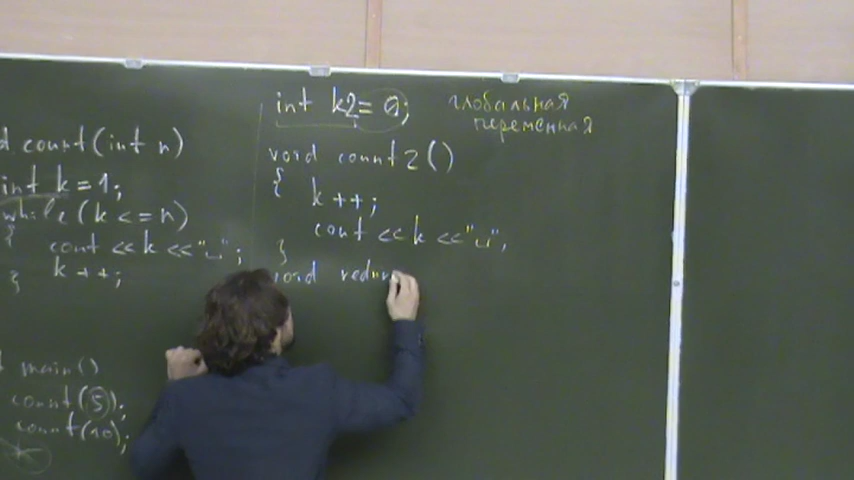 d count(int n)
int k=1;
while(k <= n)
{ cout << k << "␣";
{ k++;
main()
count(5);
count(10);
int k2= 0;
глобальная
переменная
void count2()
{ k++;
cout << k << "␣",
}
void